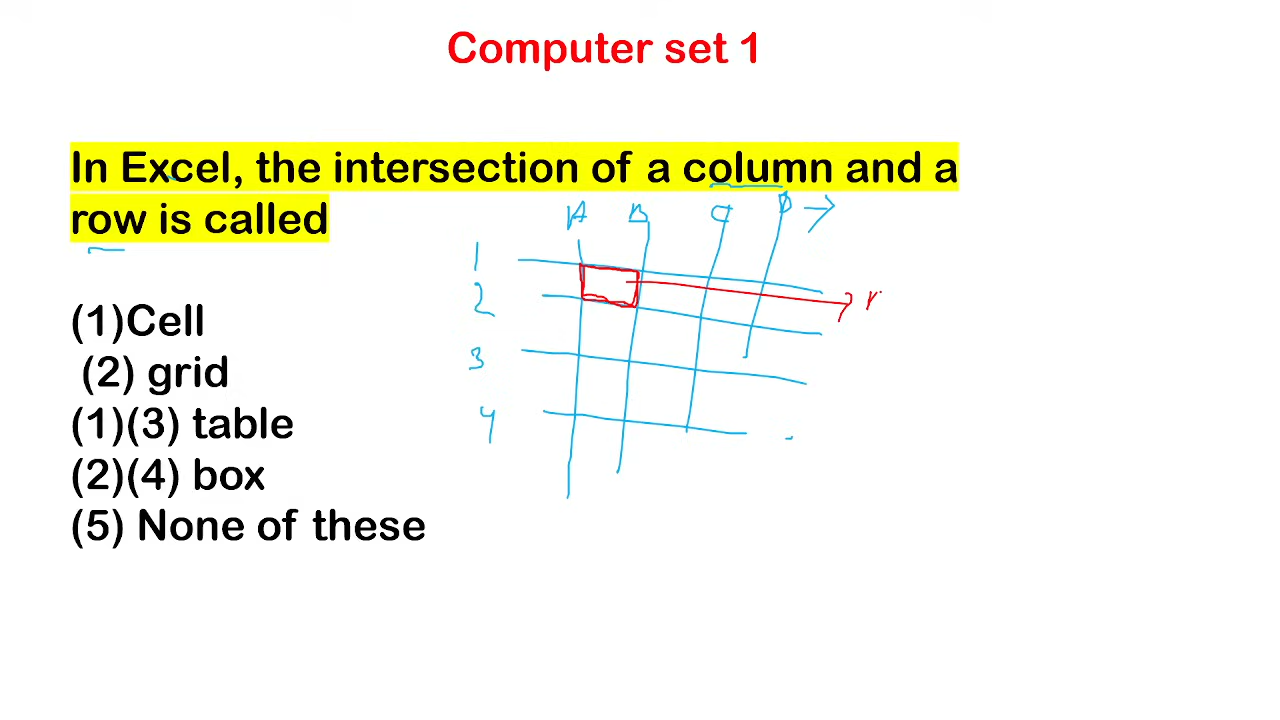 Computer set 1
In Excel, the intersection of a column and a
row is called
A B C D
1
2
3
4
r
(1)Cell
(2) grid
(1)(3) table
(2)(4) box
(5) None of these